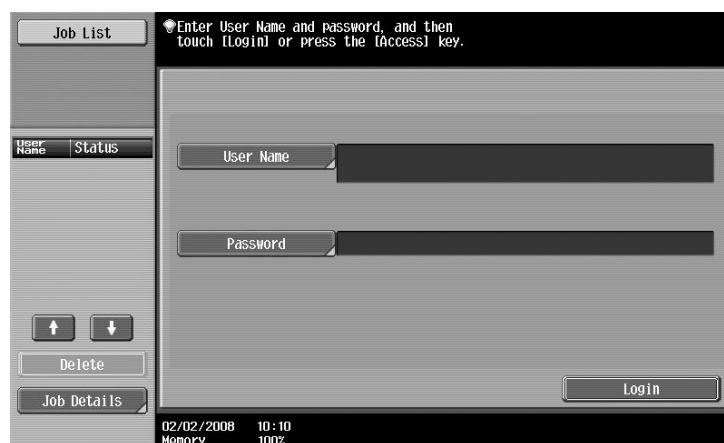 Job List
Enter User Name and password, and then
touch [Login] or press the [Access] key.
User Name
Status
User Name
Password
Delete
Job Details
Login
02/02/2008 10:10
Memory 100%